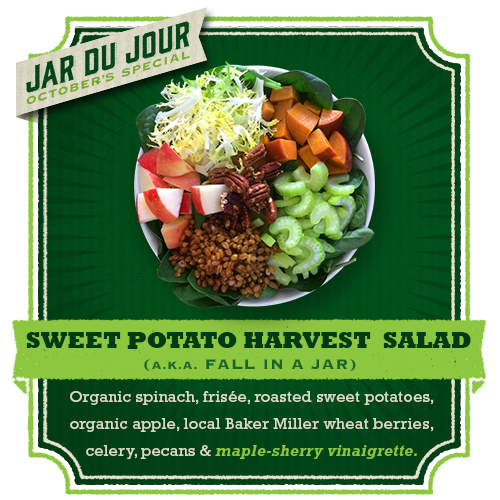 JAR DU JOUR
OCTOBER'S SPECIAL
SWEET POTATO HARVEST SALAD
(A.K.A. FALL IN A JAR)
Organic spinach, frisée, roasted sweet potatoes,
organic apple, local Baker Miller wheat berries,
celery, pecans & maple-sherry vinaigrette.